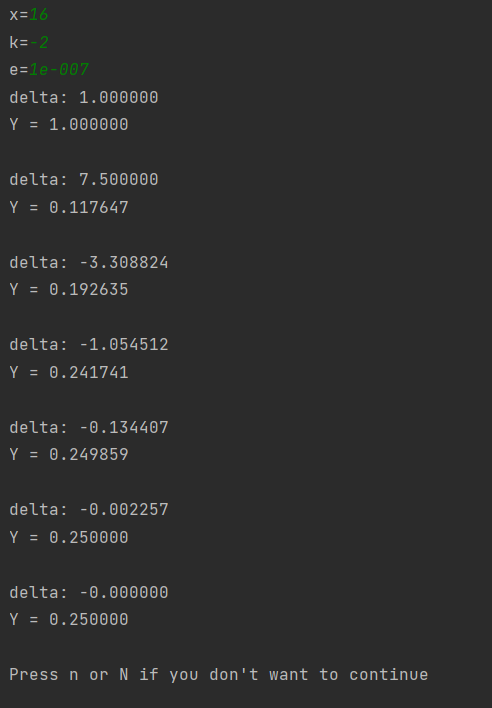 x=16
k=-2
e=1e-007
delta: 1.000000
Y = 1.000000
delta: 7.500000
Y = 0.117647
delta: -3.308824
Y = 0.192635
delta: -1.054512
Y = 0.241741
delta: -0.134407
Y = 0.249859
delta: -0.002257
Y = 0.250000
delta: -0.000000
Y = 0.250000
Press n or N if you don't want to continue